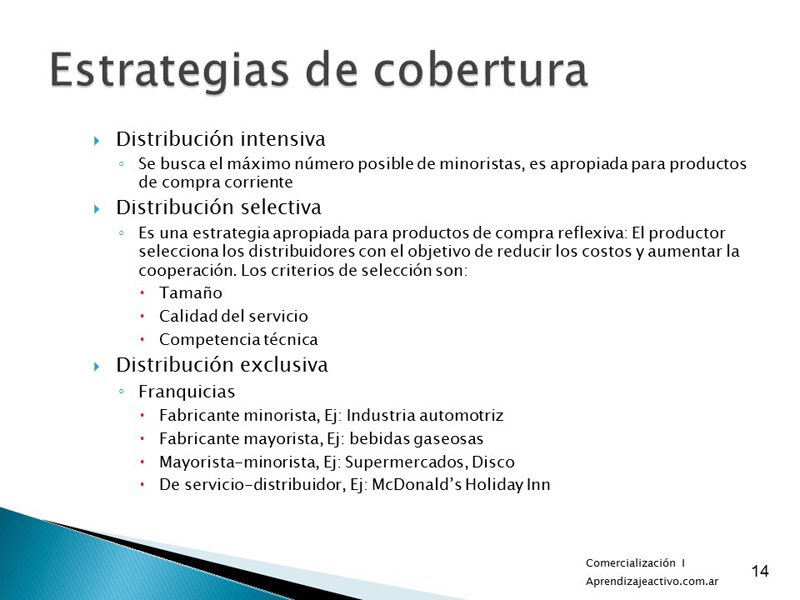 Estrategias de cobertura
Distribución intensiva
Se busca el máximo número posible de minoristas, es apropiada para productos
de compra corriente
Distribución selectiva
Es una estrategia apropiada para productos de compra reflexiva: El productor
selecciona los distribuidores con el objetivo de reducir los costos y aumentar la
cooperación. Los criterios de selección son:
Tamaño
Calidad del servicio
Competencia técnica
Distribución exclusiva
Franquicias
Fabricante minorista, Ej: Industria automotriz
Fabricante mayorista, Ej: bebidas gaseosas
Mayorista-minorista, Ej: Supermercados, Disco
De servicio-distribuidor, Ej: McDonald's Holiday Inn
Comercialización I
Aprendizajeactivo.com.ar
14